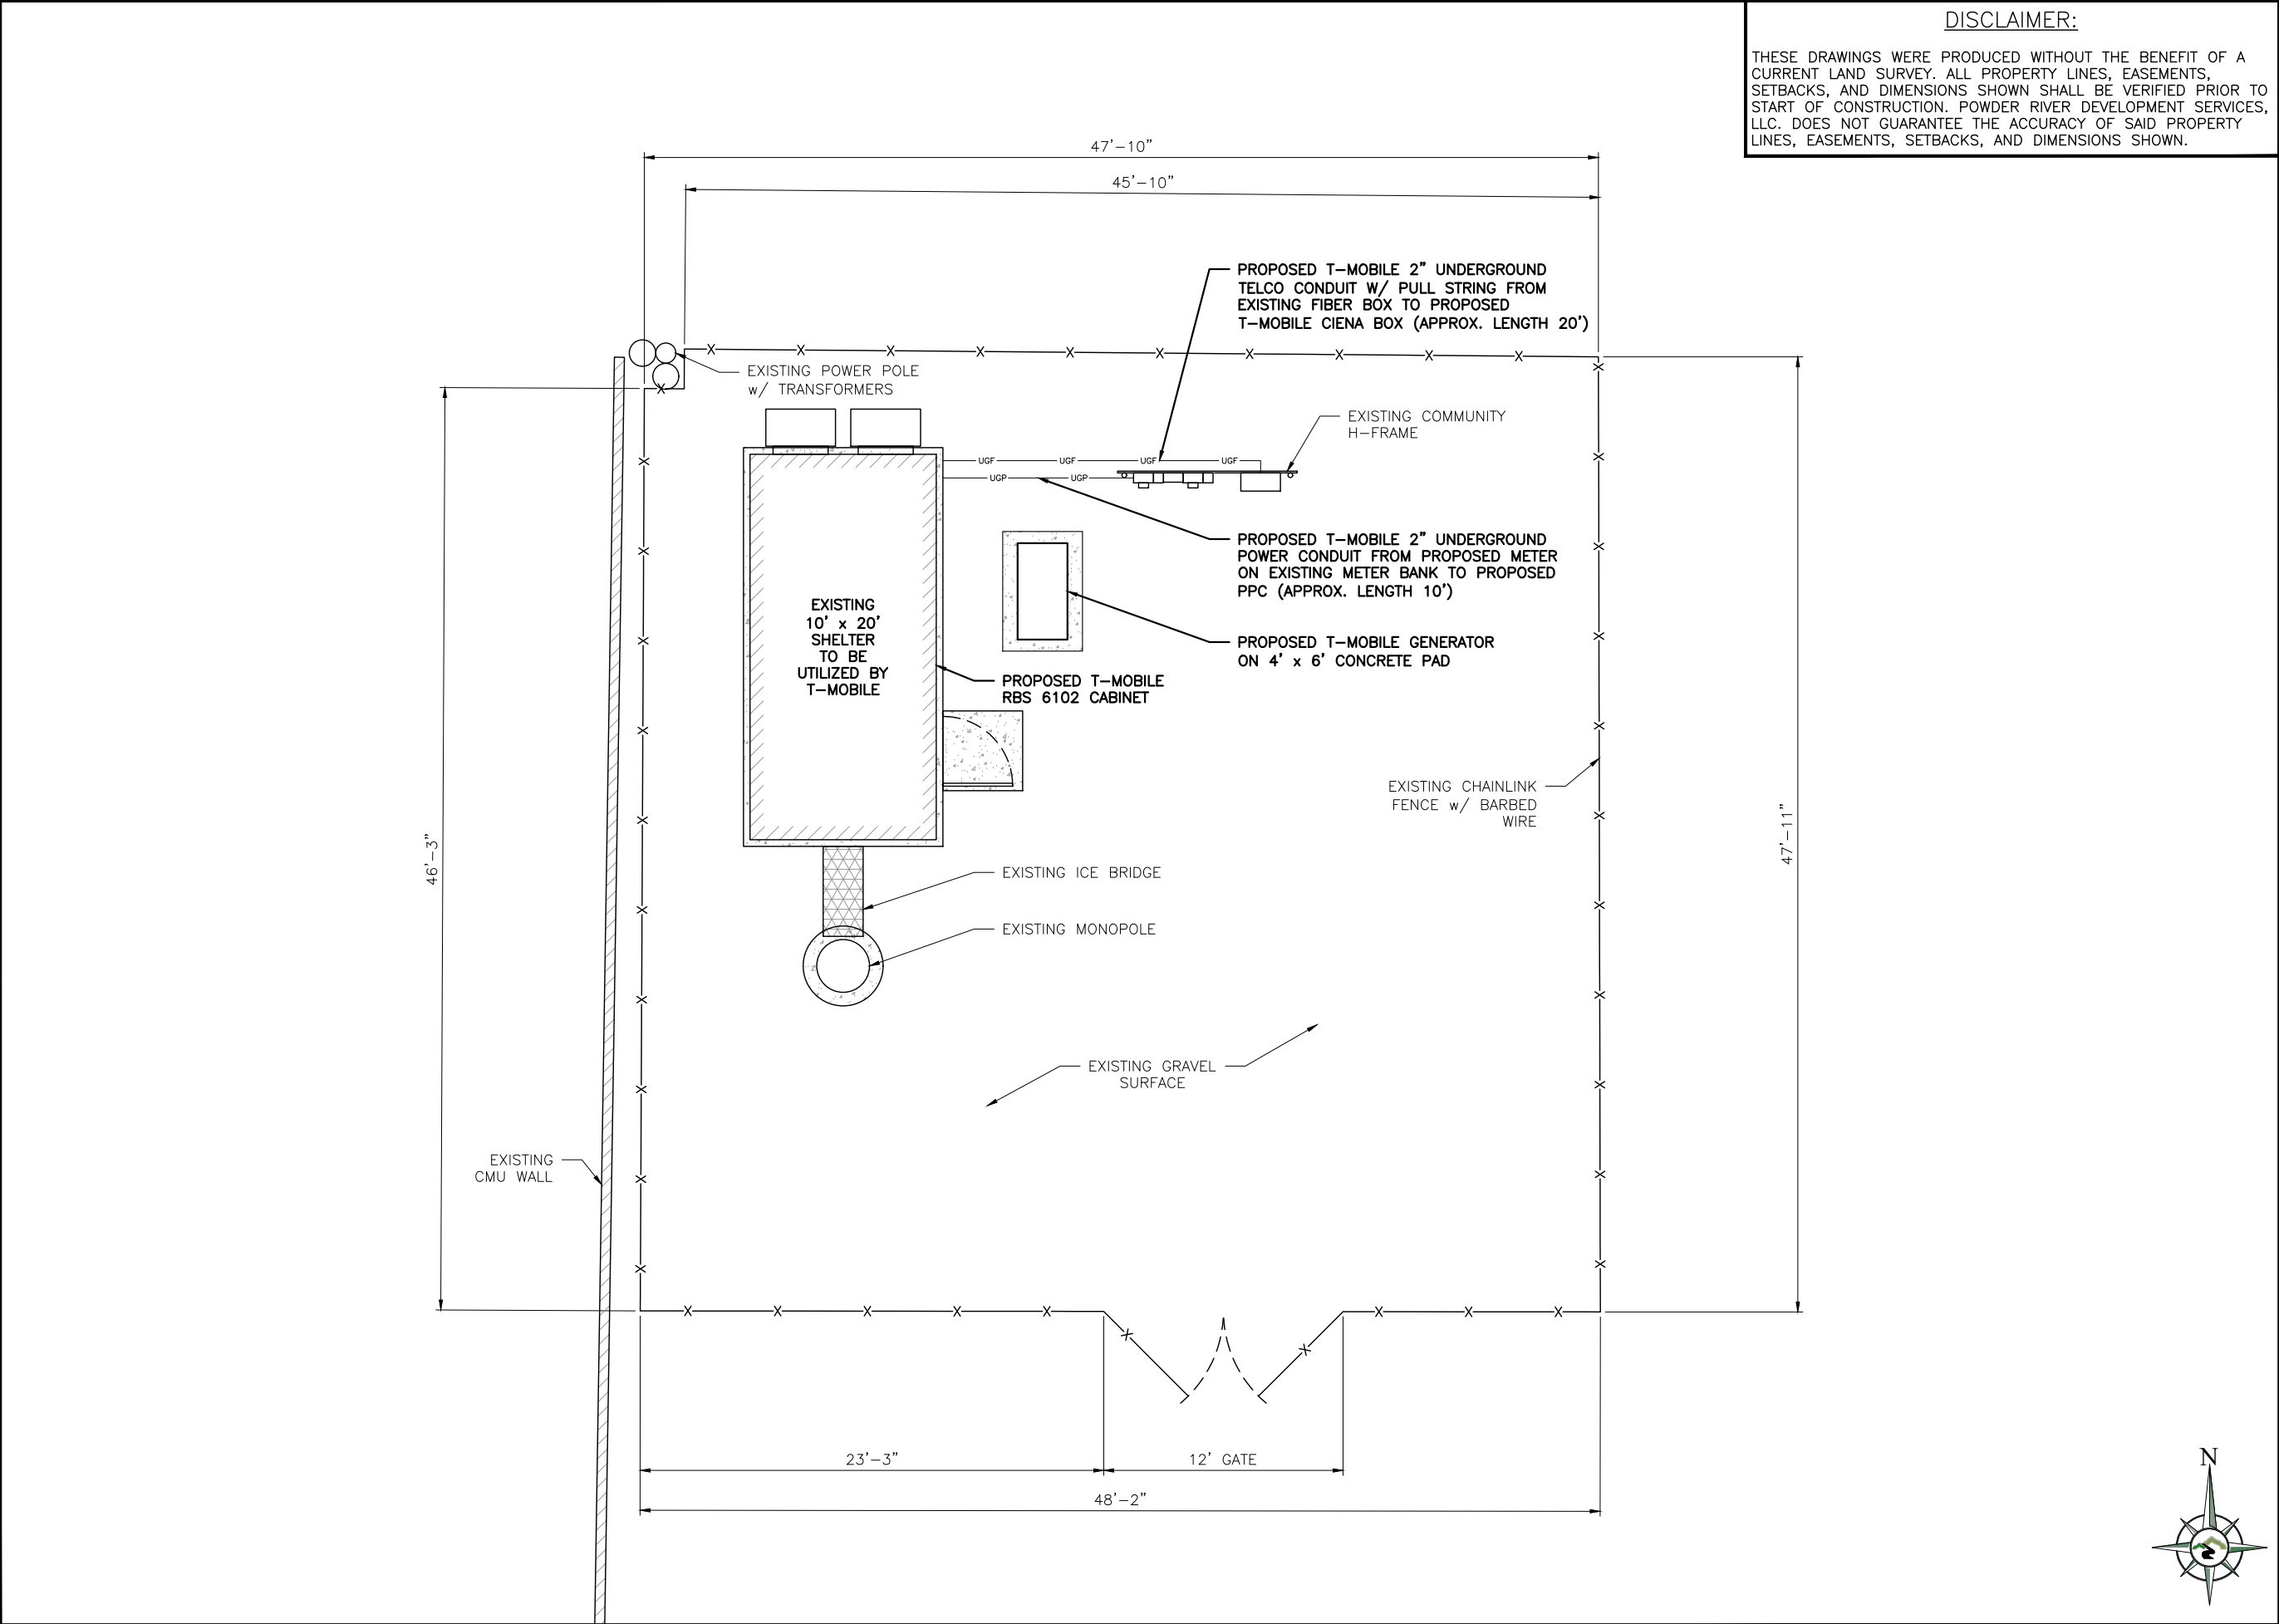 DISCLAIMER:
THESE DRAWINGS WERE PRODUCED WITHOUT THE BENEFIT OF A
CURRENT LAND SURVEY. ALL PROPERTY LINES, EASEMENTS,
SETBACKS, AND DIMENSIONS SHOWN SHALL BE VERIFIED PRIOR TO
START OF CONSTRUCTION. POWDER RIVER DEVELOPMENT SERVICES,
LLC. DOES NOT GUARANTEE THE ACCURACY OF SAID PROPERTY
LINES, EASEMENTS, SETBACKS, AND DIMENSIONS SHOWN.
47'-10"
45'-10"
PROPOSED T-MOBILE 2" UNDERGROUND
TELCO CONDUIT W/ PULL STRING FROM
EXISTING FIBER BOX TO PROPOSED
T-MOBILE CIENA BOX (APPROX. LENGTH 20')
EXISTING POWER POLE
w/ TRANSFORMERS
EXISTING COMMUNITY
H-FRAME
UGF UGF UGF UGF
UGP UGP
PROPOSED T-MOBILE 2" UNDERGROUND
POWER CONDUIT FROM PROPOSED METER
ON EXISTING METER BANK TO PROPOSED
PPC (APPROX. LENGTH 10')
EXISTING
10' x 20'
SHELTER
TO BE
UTILIZED BY
T-MOBILE
PROPOSED T-MOBILE GENERATOR
ON 4' x 6' CONCRETE PAD
PROPOSED T-MOBILE
RBS 6102 CABINET
EXISTING CHAINLINK
FENCE w/ BARBED
WIRE
46'-3"
47'-11"
EXISTING ICE BRIDGE
EXISTING MONOPOLE
EXISTING GRAVEL
SURFACE
EXISTING
CMU WALL
23'-3"
12' GATE
48'-2"
N